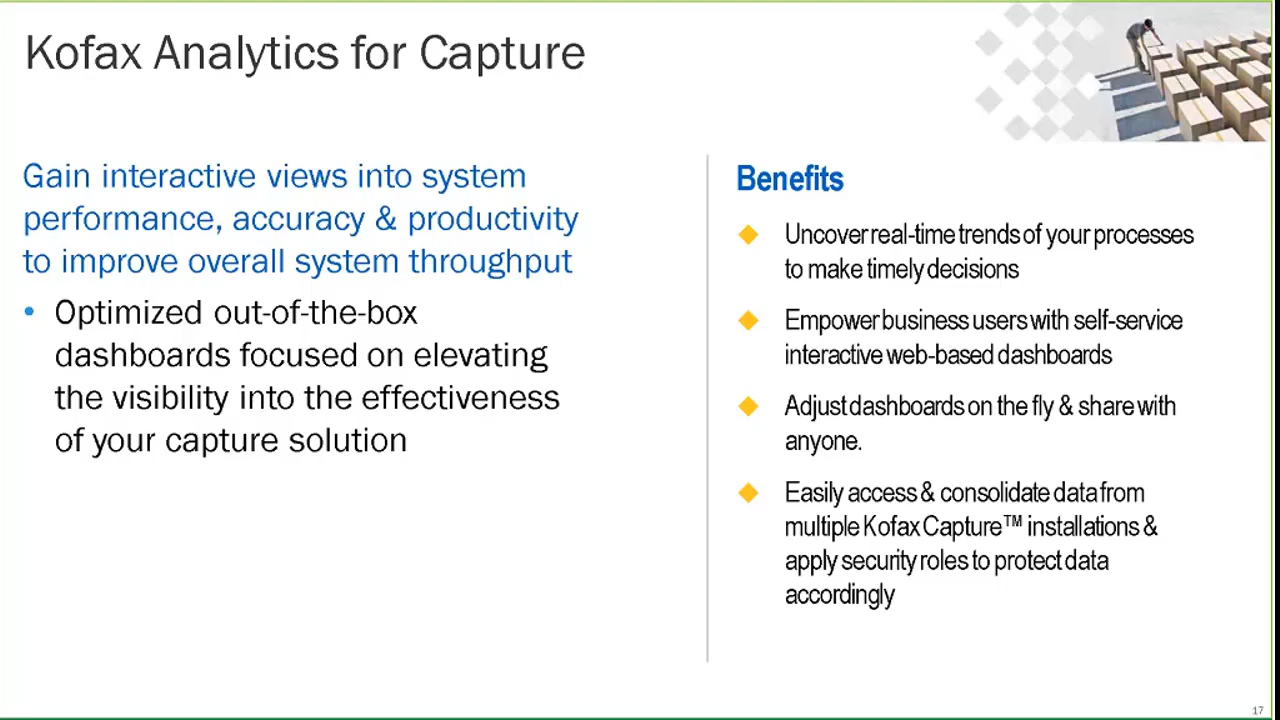 Kofax Analytics for Capture
Gain interactive views into system
performance, accuracy & productivity
to improve overall system throughput
• Optimized out-of-the-box
dashboards focused on elevating
the visibility into the effectiveness
of your capture solution
Benefits
Uncover real-time trends of your processes
to make timely decisions
Empower business users with self-service
interactive web-based dashboards
Adjust dashboards on the fly & share with
anyone.
Easily access & consolidate data from
multiple Kofax Capture™ installations &
apply security roles to protect data
accordingly
17